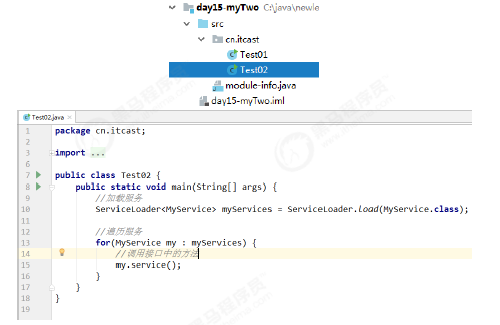 day15-myTwo C:\java\newIe
src
cn.itcast
Test01
Test02
module-info.java
day15-myTwo.iml
Test02.java
1 package cn.itcast;
2
3 import ...
6
7 public class Test02 {
8 public static void main(String[] args) {
9 //加载服务
10 ServiceLoader<MyService> myServices = ServiceLoader.load(MyService.class);
11
12 //遍历服务
13 for(MyService my : myServices) {
14 //调用接口中的方法
15 my.service();
16 }
17 }
18 }
19